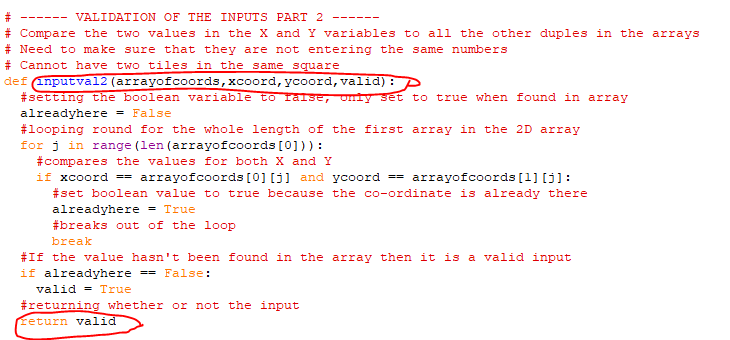 # ------ VALIDATION OF THE INPUTS PART 2 ------
# Compare the two values in the X and Y variables to all the other duples in the arrays
# Need to make sure that they are not entering the same numbers
# Cannot have two tiles in the same square
def inputval2(arrayofcoords,xcoord,ycoord,valid):
  #setting the boolean variable to false, only set to true when found in array
  alreadyhere = False
  #looping round for the whole length of the first array in the 2D array
  for j in range(len(arrayofcoords[0])):
    #compares the values for both X and Y
    if xcoord == arrayofcoords[0][j] and ycoord == arrayofcoords[1][j]:
      #set boolean value to true because the co-ordinate is already there
      alreadyhere = True
      #breaks out of the loop
      break
  #If the value hasn't been found in the array then it is a valid input
  if alreadyhere == False:
    valid = True
  #returning whether or not the input
  return valid